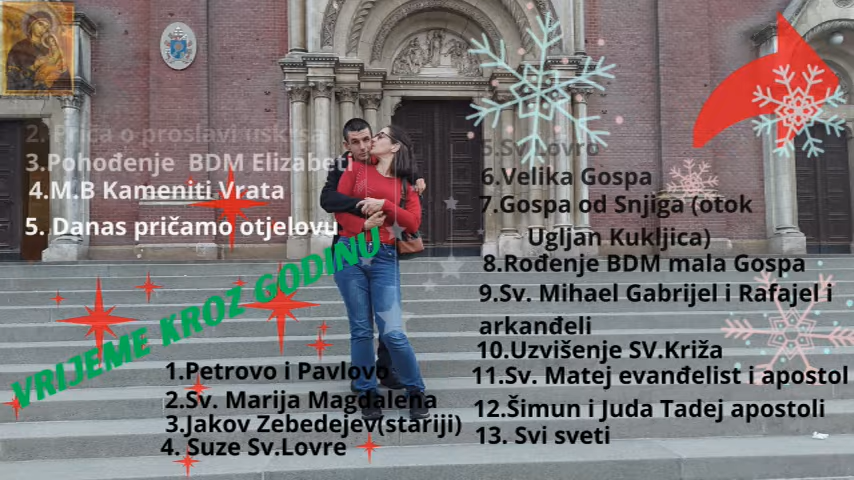 2. Priča o proslavi uskrsa
3.Pohođenje BDM Elizabeti
4.M.B Kameniti Vrata
5. Danas pričamo otjelovu
VRIJEME KROZ GODINU
1.Petrovo i Pavlovo
2.Sv. Marija Magdalena
3.Jakov Zebedejev(stariji)
4. Suze Sv.Lovre
5.Sv.Lovro
6.Velika Gospa
7.Gospa od Snjiga (otok
Ugljan Kukljica)
8.Rođenje BDM mala Gospa
9.Sv. Mihael Gabrijel i Rafajel i
arkanđeli
10.Uzvišenje SV.Križa
11.Sv. Matej evanđelist i apostol
12.Šimun i Juda Tadej apostoli
13. Svi sveti